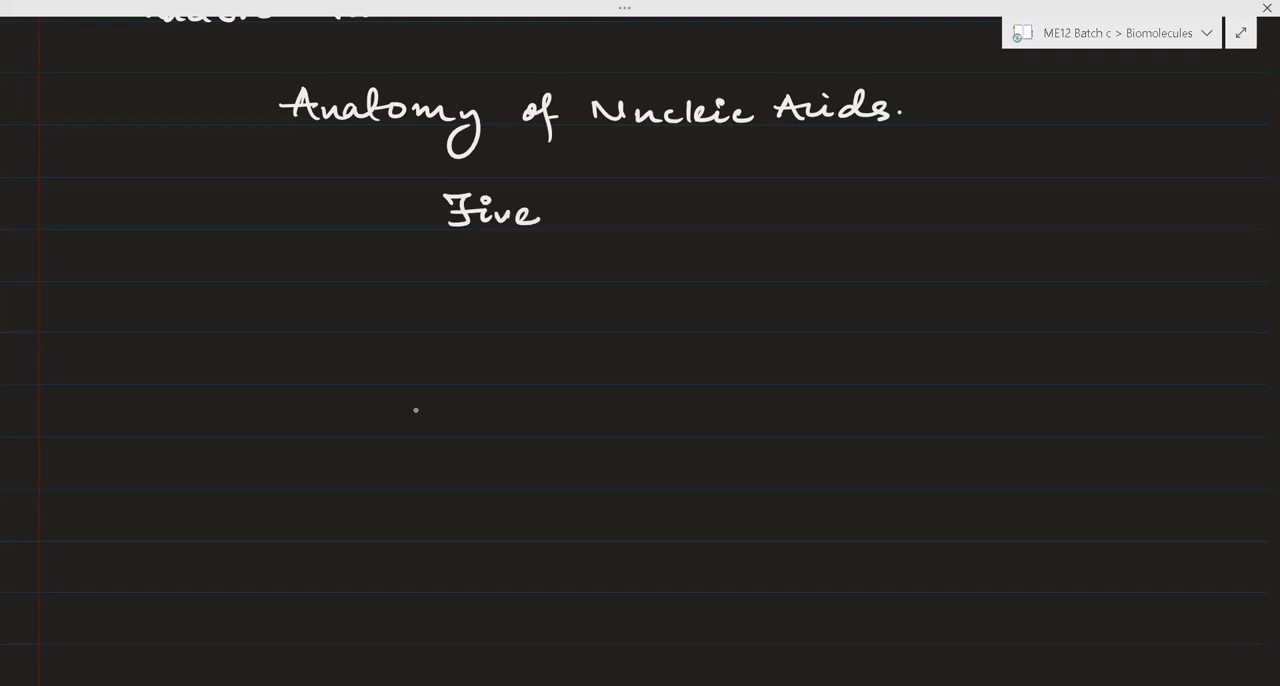 ME12 Batch c > Biomolecules
Anatomy of Nucleic Acids.
Five